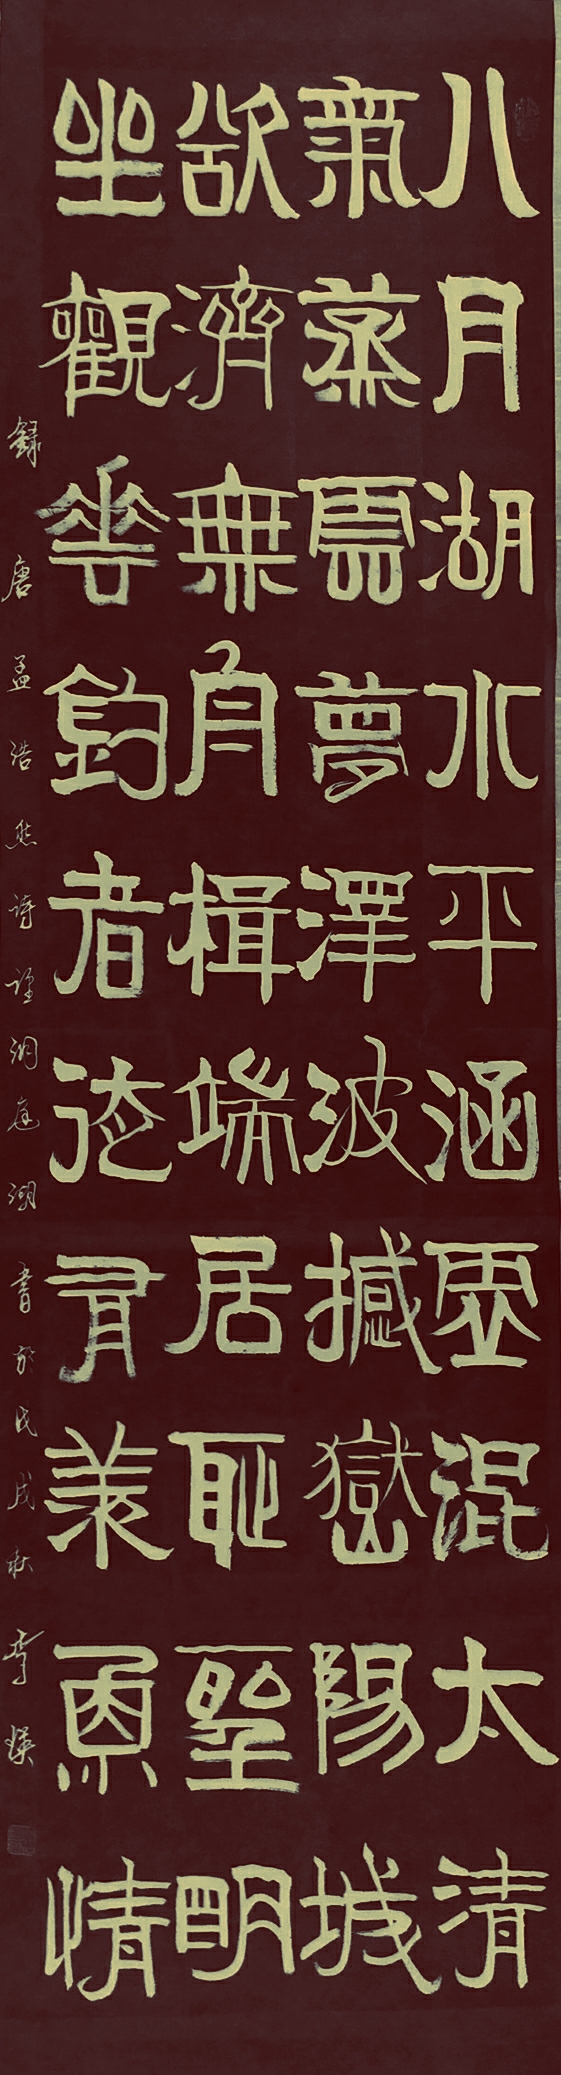 八月湖水平涵虛混太清
氣蒸雲夢澤波撼嶽陽城
欲濟無舟楫端居恥聖明
坐觀垂釣者徒有羨魚情
錄唐孟浩然詩望洞庭湖書於戊戌秋李